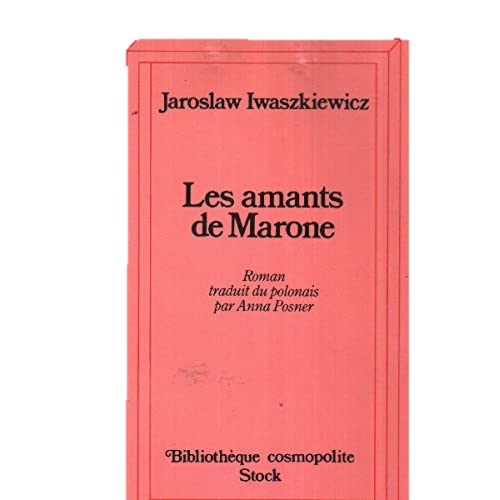 Jaroslaw Iwaszkiewicz
Les amants
de Marone
Roman
traduit du polonais
par Anna Posner
Bibliothèque cosmopolite
Stock